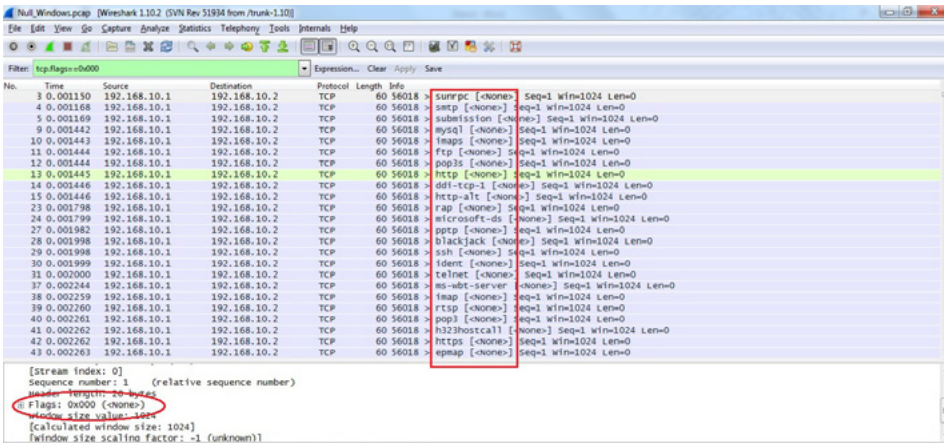 Null_Windows.pcap [Wireshark 1.10.2 (SVN Rev 51934 from /trunk-1.10)]
File Edit View Go Capture Analyze Statistics Telephony Tools Internals Help
Filter: tcp.flags==0x000 Expression... Clear Apply Save
No. Time Source Destination Protocol Length Info
3 0.001150 192.168.10.1 192.168.10.2 TCP 60 56018 > sunrpc [<None>] Seq=1 Win=1024 Len=0
4 0.001168 192.168.10.1 192.168.10.2 TCP 60 56018 > smtp [<None>] Seq=1 Win=1024 Len=0
5 0.001169 192.168.10.1 192.168.10.2 TCP 60 56018 > submission [<None>] Seq=1 Win=1024 Len=0
9 0.001442 192.168.10.1 192.168.10.2 TCP 60 56018 > mysql [<None>] Seq=1 Win=1024 Len=0
10 0.001443 192.168.10.1 192.168.10.2 TCP 60 56018 > imaps [<None>] Seq=1 Win=1024 Len=0
11 0.001444 192.168.10.1 192.168.10.2 TCP 60 56018 > ftp [<None>] Seq=1 Win=1024 Len=0
12 0.001444 192.168.10.1 192.168.10.2 TCP 60 56018 > pop3s [<None>] Seq=1 Win=1024 Len=0
13 0.001445 192.168.10.1 192.168.10.2 TCP 60 56018 > http [<None>] Seq=1 Win=1024 Len=0
14 0.001446 192.168.10.1 192.168.10.2 TCP 60 56018 > ddi-tcp-1 [<None>] Seq=1 Win=1024 Len=0
15 0.001446 192.168.10.1 192.168.10.2 TCP 60 56018 > http-alt [<None>] Seq=1 Win=1024 Len=0
23 0.001798 192.168.10.1 192.168.10.2 TCP 60 56018 > rap [<None>] Seq=1 Win=1024 Len=0
24 0.001799 192.168.10.1 192.168.10.2 TCP 60 56018 > microsoft-ds [<None>] Seq=1 Win=1024 Len=0
27 0.001982 192.168.10.1 192.168.10.2 TCP 60 56018 > pptp [<None>] Seq=1 Win=1024 Len=0
28 0.001998 192.168.10.1 192.168.10.2 TCP 60 56018 > blackjack [<None>] Seq=1 Win=1024 Len=0
29 0.001998 192.168.10.1 192.168.10.2 TCP 60 56018 > ssh [<None>] Seq=1 Win=1024 Len=0
30 0.001999 192.168.10.1 192.168.10.2 TCP 60 56018 > ident [<None>] Seq=1 Win=1024 Len=0
31 0.002000 192.168.10.1 192.168.10.2 TCP 60 56018 > telnet [<None>] Seq=1 Win=1024 Len=0
37 0.002244 192.168.10.1 192.168.10.2 TCP 60 56018 > ms-wbt-server [<None>] Seq=1 Win=1024 Len=0
38 0.002259 192.168.10.1 192.168.10.2 TCP 60 56018 > imap [<None>] Seq=1 Win=1024 Len=0
39 0.002260 192.168.10.1 192.168.10.2 TCP 60 56018 > rtsp [<None>] Seq=1 Win=1024 Len=0
40 0.002261 192.168.10.1 192.168.10.2 TCP 60 56018 > pop3 [<None>] Seq=1 Win=1024 Len=0
41 0.002262 192.168.10.1 192.168.10.2 TCP 60 56018 > h323hostcall [<None>] Seq=1 Win=1024 Len=0
42 0.002262 192.168.10.1 192.168.10.2 TCP 60 56018 > https [<None>] Seq=1 Win=1024 Len=0
43 0.002263 192.168.10.1 192.168.10.2 TCP 60 56018 > epmap [<None>] Seq=1 Win=1024 Len=0
[Stream index: 0]
Sequence number: 1 (relative sequence number)
Header length: 20 bytes
Flags: 0x000 (<None>)
Window size value: 1024
[Calculated window size: 1024]
[Window size scaling factor: -1 (unknown)]